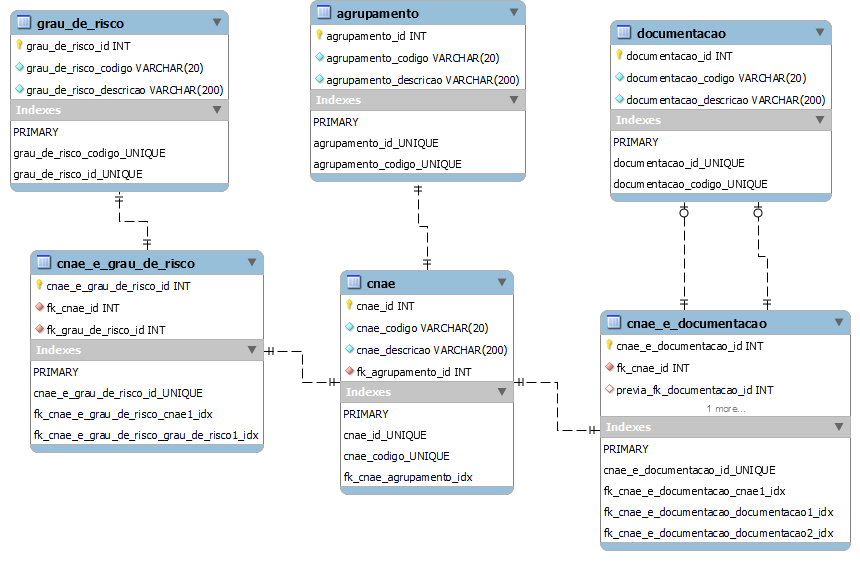 grau_de_risco
grau_de_risco_id INT
grau_de_risco_codigo VARCHAR(20)
grau_de_risco_descricao VARCHAR(200)
Indexes
PRIMARY
grau_de_risco_codigo_UNIQUE
grau_de_risco_id_UNIQUE
agrupamento
agrupamento_id INT
agrupamento_codigo VARCHAR(20)
agrupamento_descricao VARCHAR(200)
Indexes
PRIMARY
agrupamento_id_UNIQUE
agrupamento_codigo_UNIQUE
documentacao
documentacao_id INT
documentacao_codigo VARCHAR(20)
documentacao_descricao VARCHAR(200)
Indexes
PRIMARY
documentacao_id_UNIQUE
documentacao_codigo_UNIQUE
cnae_e_grau_de_risco
cnae_e_grau_de_risco_id INT
fk_cnae_id INT
fk_grau_de_risco_id INT
Indexes
PRIMARY
cnae_e_grau_de_risco_id_UNIQUE
fk_cnae_e_grau_de_risco_cnae1_idx
fk_cnae_e_grau_de_risco_grau_de_risco1_idx
cnae
cnae_id INT
cnae_codigo VARCHAR(20)
cnae_descricao VARCHAR(200)
fk_agrupamento_id INT
Indexes
PRIMARY
cnae_id_UNIQUE
cnae_codigo_UNIQUE
fk_cnae_agrupamento_idx
cnae_e_documentacao
cnae_e_documentacao_id INT
fk_cnae_id INT
previa_fk_documentacao_id INT
1 more...
Indexes
PRIMARY
cnae_e_documentacao_id_UNIQUE
fk_cnae_e_documentacao_cnae1_idx
fk_cnae_e_documentacao_documentacao1_idx
fk_cnae_e_documentacao_documentacao2_idx